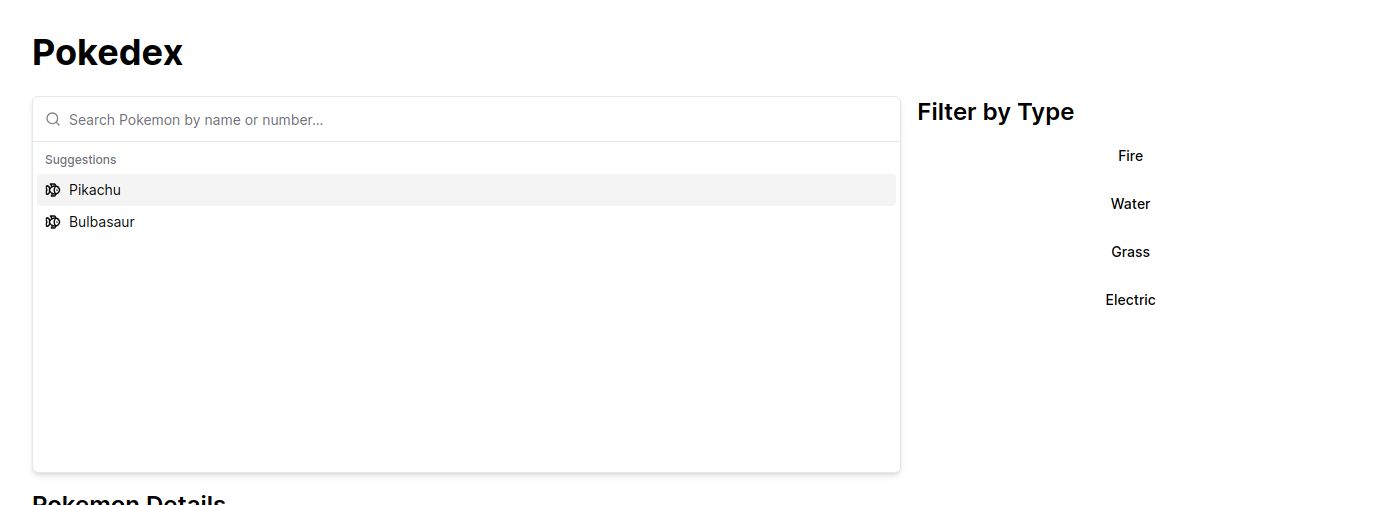 Pokedex
Search Pokemon by name or number...
Suggestions
Pikachu
Bulbasaur
Filter by Type
Fire
Water
Grass
Electric
Pokemon Details